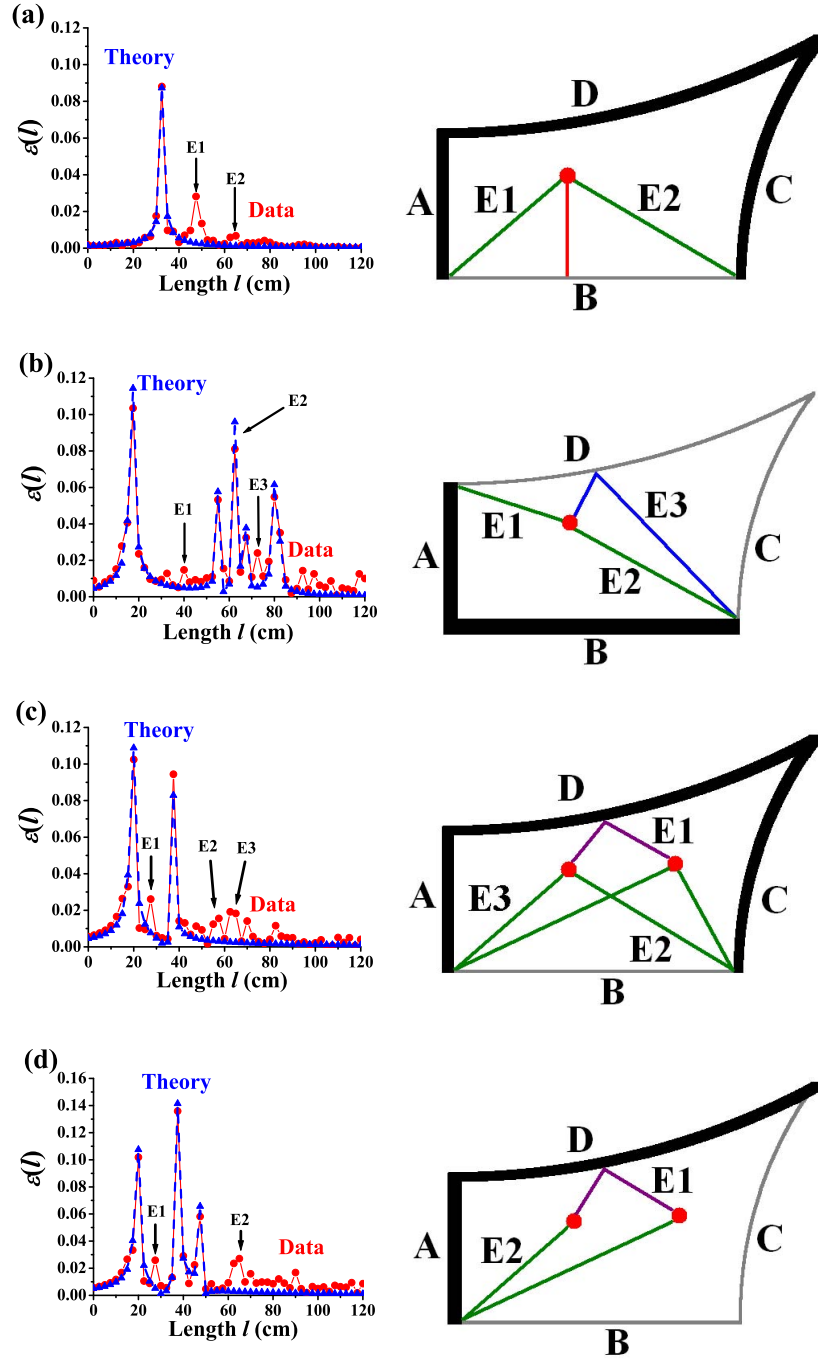 (a)
0.12
Theory
0.10
0.08
0.06
E1
0.04
E2
0.02
Data
0.00
0 20 40 60 80 100 120
Length l (cm)
ε(l)
D
A
E1
E2
C
B
(b)
0.12
Theory
0.10
E2
0.08
0.06
E3
0.04
E1
Data
0.02
0.00
0 20 40 60 80 100 120
Length l (cm)
ε(l)
D
E1
E3
A
E2
C
B
(c)
0.12
Theory
0.10
0.08
0.06
E1
E2
E3
0.04
0.02
Data
0.00
0 20 40 60 80 100 120
Length l (cm)
ε(l)
D
E1
A
E3
C
E2
B
(d)
0.16
Theory
0.14
0.12
0.10
0.08
0.06
E1
E2
0.04
Data
0.02
0.00
0 20 40 60 80 100 120
Length l (cm)
ε(l)
D
E1
A
E2
C
B